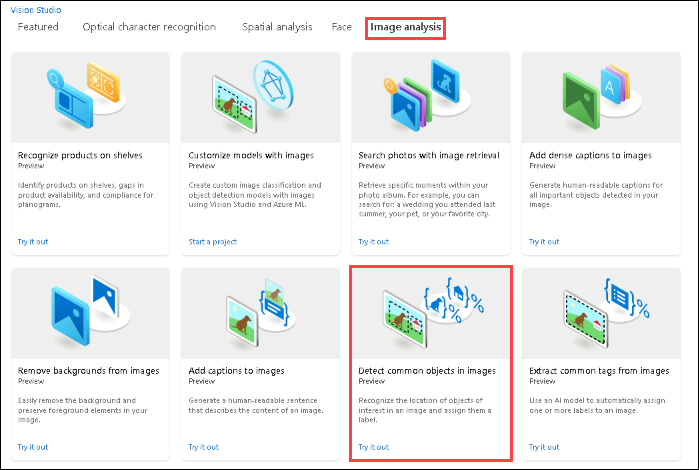 Vision Studio
Featured Optical character recognition Spatial analysis Face Image analysis
Recognize products on shelves
Preview
Identify products on shelves, gaps in
product availability, and compliance for
planograms.
Try it out
Customize models with images
Preview
Create custom image classification and
object detection models with images
using Vision Studio and Azure ML.
Start a project
Search photos with image retrieval
Preview
Retrieve specific moments within your
photo album. For example, you can
search for: a wedding you attended last
summer, your pet, or your favorite city.
Try it out
Add dense captions to images
Preview
Generate human-readable captions for
all important objects detected in your
image.
Try it out
Remove backgrounds from images
Preview
Easily remove the background and
preserve foreground elements in your
image.
Try it out
Add captions to images
Preview
Generate a human-readable sentence
that describes the content of an image.
Try it out
Detect common objects in images
Preview
Recognize the location of objects of
interest in an image and assign them a
label.
Try it out
Extract common tags from images
Preview
Use an AI model to automatically assign
one or more labels to an image.
Try it out